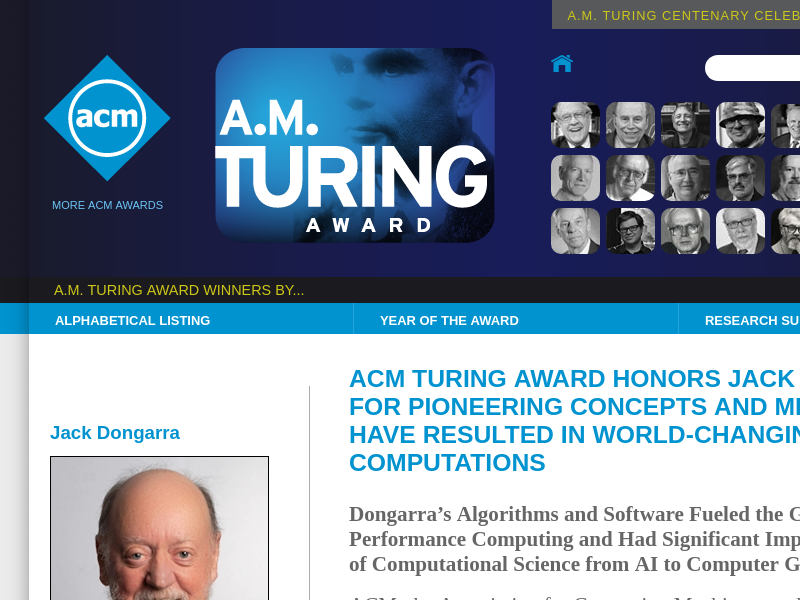 A.M. TURING CENTENARY CELEB
acm
MORE ACM AWARDS
A.M.
TURING
AWARD
A.M. TURING AWARD WINNERS BY...
ALPHABETICAL LISTING
YEAR OF THE AWARD
RESEARCH SU
ACM TURING AWARD HONORS JACK
FOR PIONEERING CONCEPTS AND ME
HAVE RESULTED IN WORLD-CHANGIN
COMPUTATIONS
Jack Dongarra
Dongarra’s Algorithms and Software Fueled the G
Performance Computing and Had Significant Imp
of Computational Science from AI to Computer G